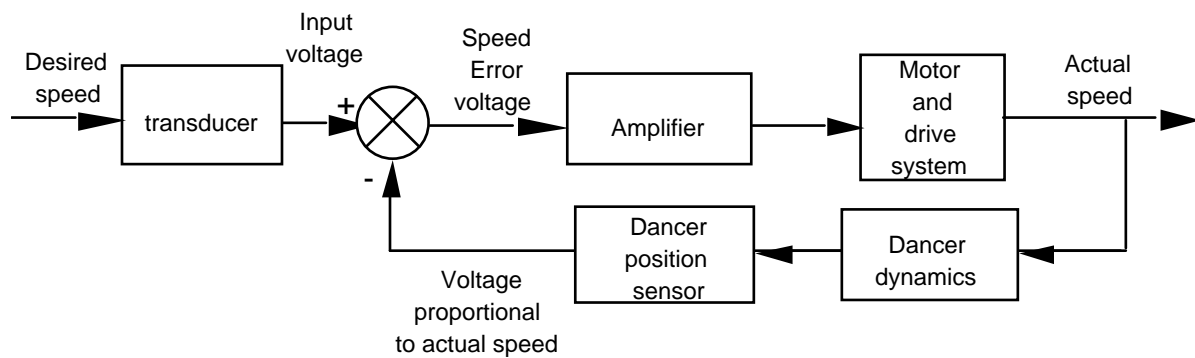 Desired
speed
transducer
Input
voltage
+
-
Speed
Error
voltage
Amplifier
Motor
and
drive
system
Actual
speed
Dancer
position
sensor
Dancer
dynamics
Voltage
proportional
to actual speed